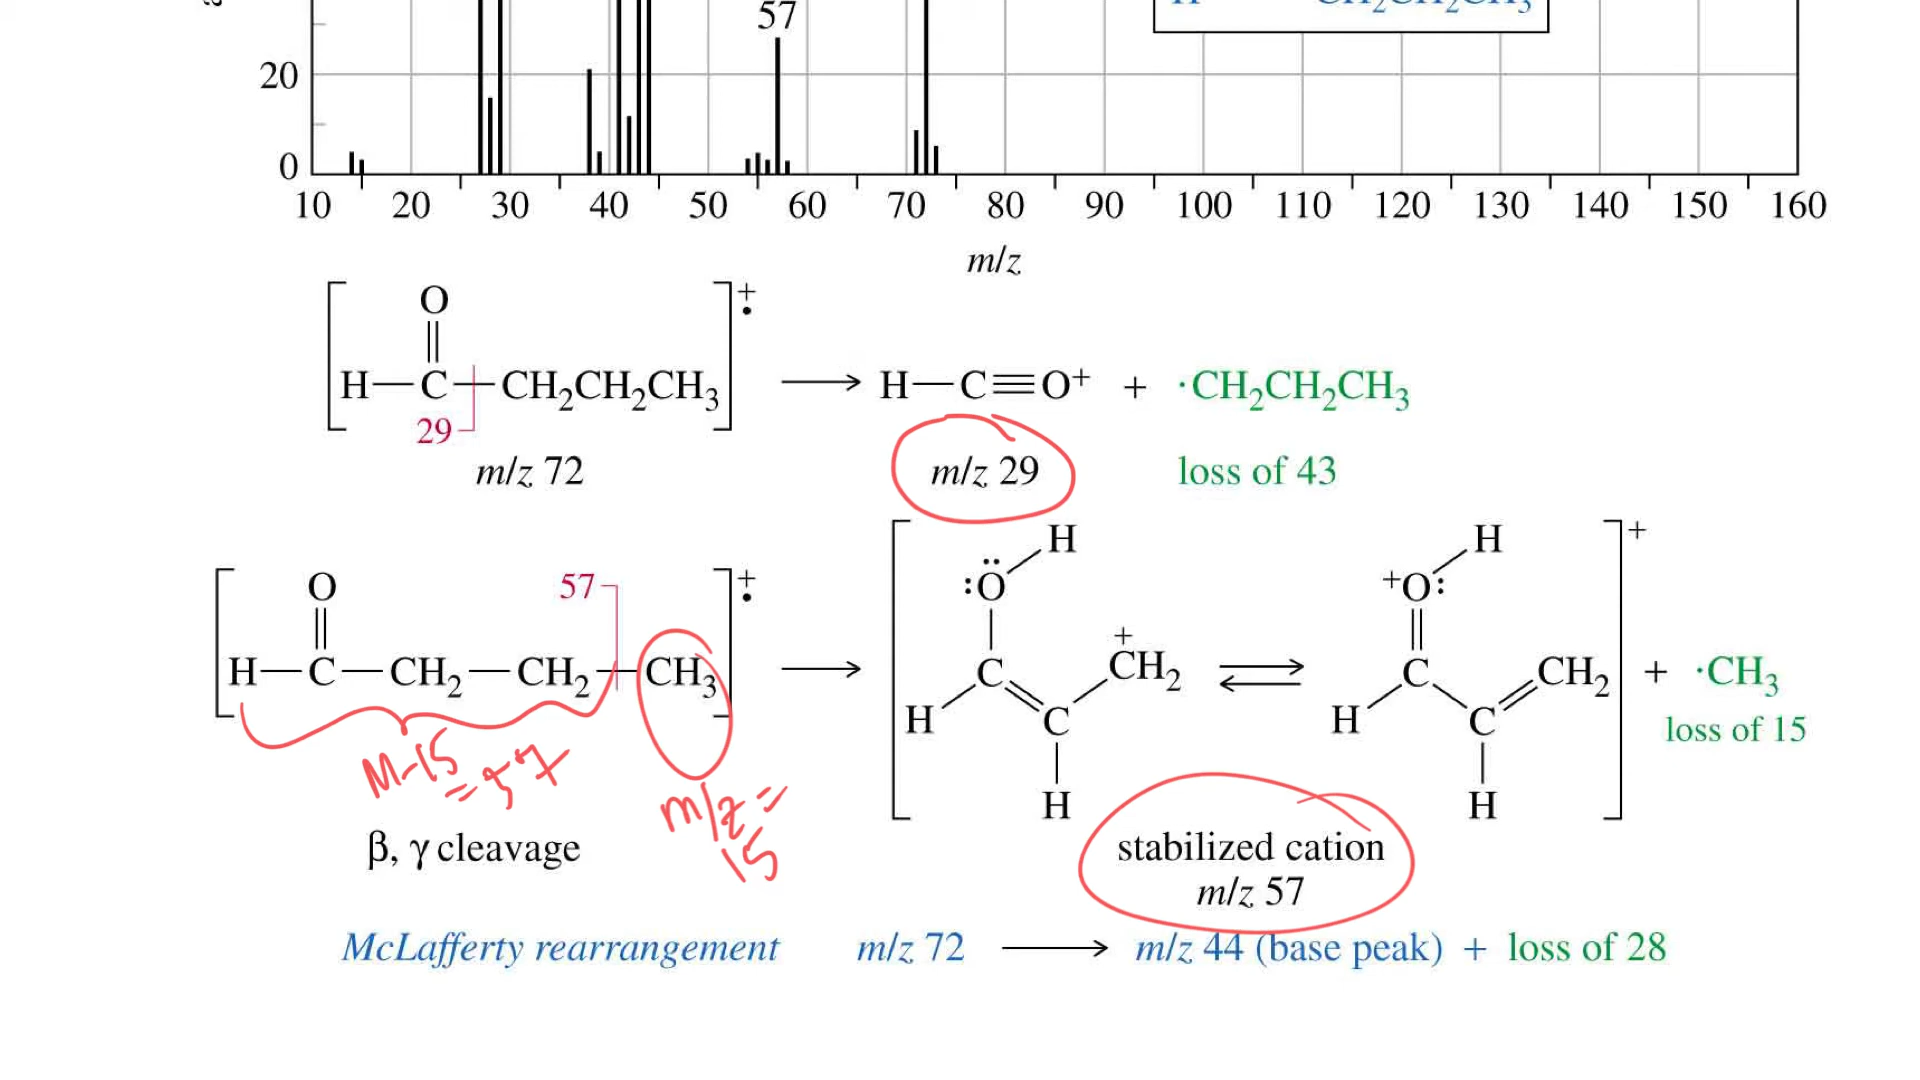 57
CH₂CH₂CH₃
20
0
10 20 30 40 50 60 70 80 90 100 110 120 130 140 150 160
m/z
O
H—C—CH₂CH₂CH₃ +• ⟶ H—C≡O⁺ + ·CH₂CH₂CH₃
29
m/z 72 m/z 29 loss of 43
O 57
H—C—CH₂—CH₂—CH₃ +• ⟶
H
:O
C
H
C
H
+
CH₂
⇌
H
+O:
C
H
C
H
CH₂
+
+ ·CH₃
loss of 15
M-15
= 57
m/z =
15
β, γ cleavage
stabilized cation
m/z 57
McLafferty rearrangement m/z 72 ⟶ m/z 44 (base peak) + loss of 28